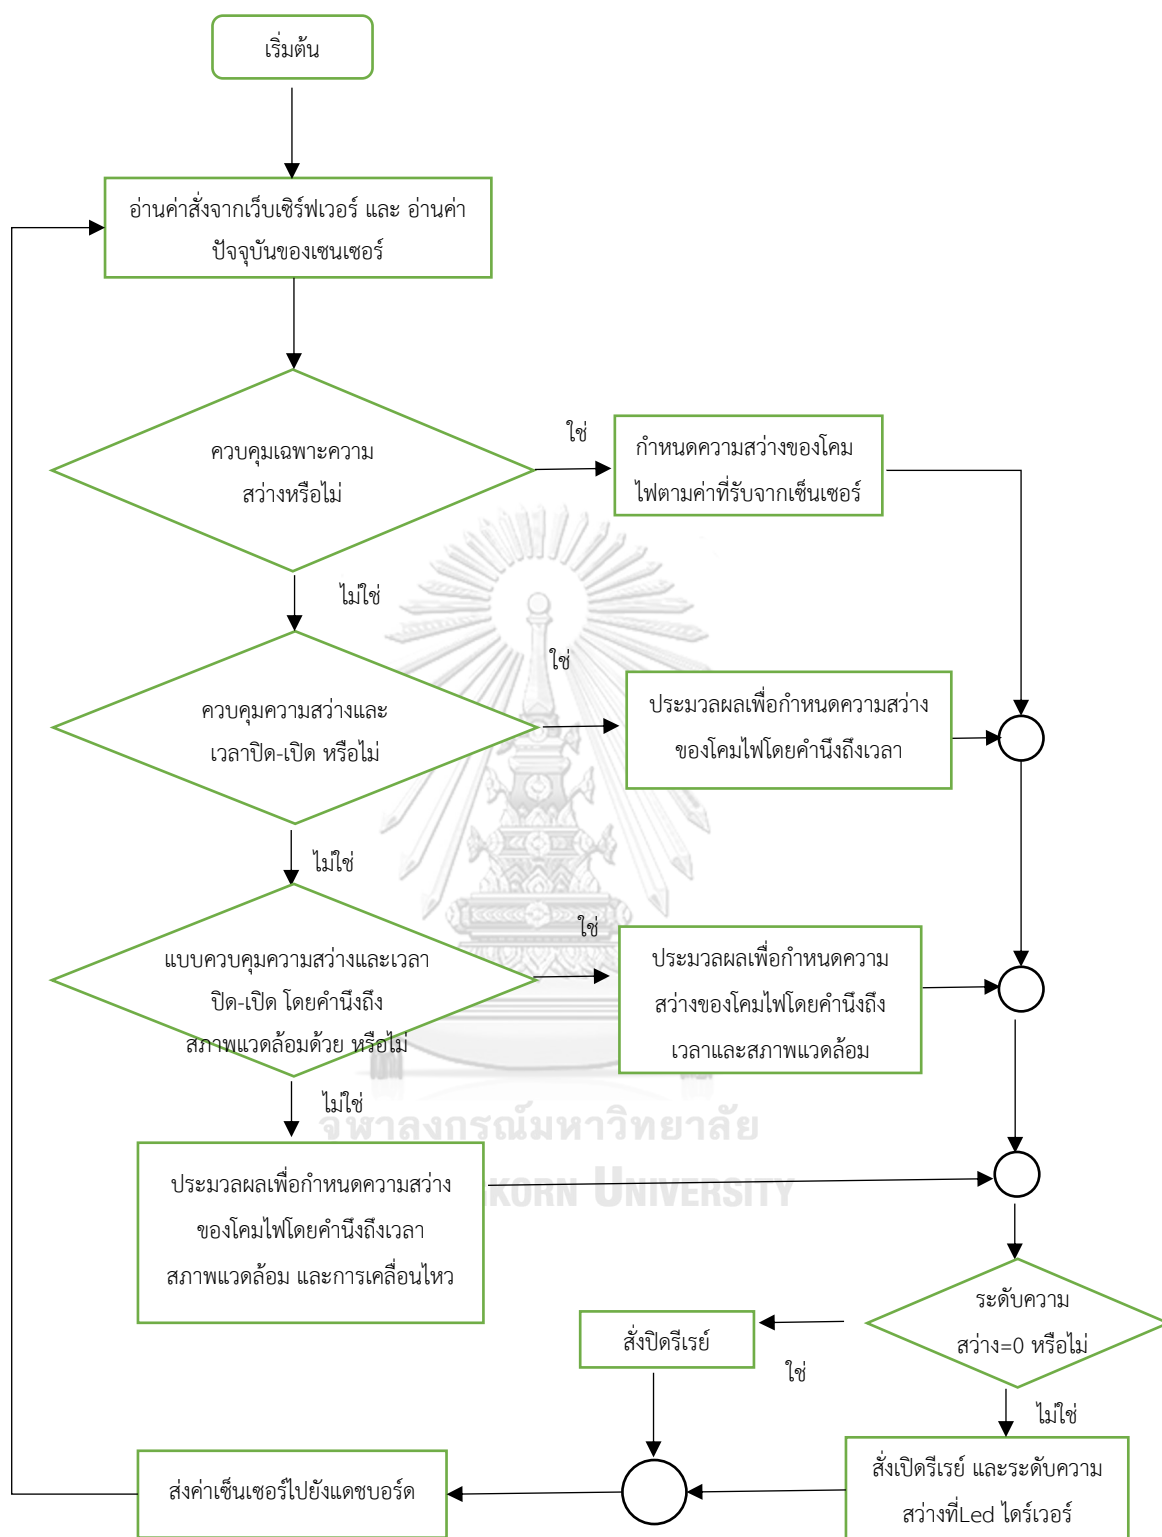 เริ่มต้น
อ่านค่าสั่งจากเว็บเซิร์ฟเวอร์ และ อ่านค่า
ปัจจุบันของเซนเซอร์
ควบคุมเฉพาะความ
สว่างหรือไม่
ใช่
กำหนดความสว่างของโคม
ไฟตามค่าที่รับจากเซ็นเซอร์
ไม่ใช่
ควบคุมความสว่างและ
เวลาปิด-เปิด หรือไม่
ใช่
ประมวลผลเพื่อกำหนดความสว่าง
ของโคมไฟโดยคำนึงถึงเวลา
ไม่ใช่
แบบควบคุมความสว่างและเวลา
ปิด-เปิด โดยคำนึงถึง
สภาพแวดล้อมด้วย หรือไม่
ใช่
ประมวลผลเพื่อกำหนดความ
สว่างของโคมไฟโดยคำนึงถึง
เวลาและสภาพแวดล้อม
ไม่ใช่
จุฬาลงกรณ์มหาวิทยาลัย
KORN UNIVERSITY
ประมวลผลเพื่อกำหนดความสว่าง
ของโคมไฟโดยคำนึงถึงเวลา
สภาพแวดล้อม และการเคลื่อนไหว
ระดับความ
สว่าง=0 หรือไม่
ใช่
สั่งปิดรีเรย์
ไม่ใช่
สั่งเปิดรีเรย์ และระดับความ
สว่างที่Led ไดร์เวอร์
ส่งค่าเซ็นเซอร์ไปยังแดชบอร์ด